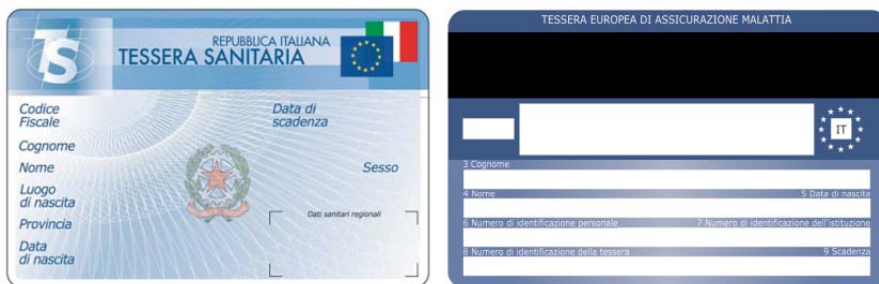 TS
REPUBBLICA ITALIANA
TESSERA SANITARIA
Codice
Fiscale
Data di
scadenza
Cognome
Nome
Sesso
Luogo
di nascita
Provincia
Dati sanitari regionali
Data
di nascita
TESSERA EUROPEA DI ASSICURAZIONE MALATTIA
IT
3 Cognome
4 Nome 5 Data di nascita
6 Numero di identificazione personale 7 Numero di identificazione dell'istituzione
8 Numero di identificazione della tessera 9 Scadenza